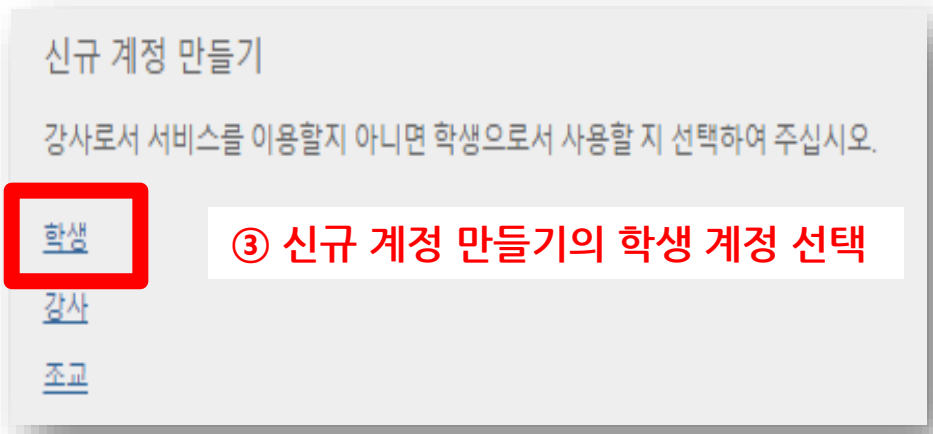 신규 계정 만들기
강사로서 서비스를 이용할지 아니면 학생으로서 사용할 지 선택하여 주십시오.
학생
③ 신규 계정 만들기의 학생 계정 선택
강사
조교